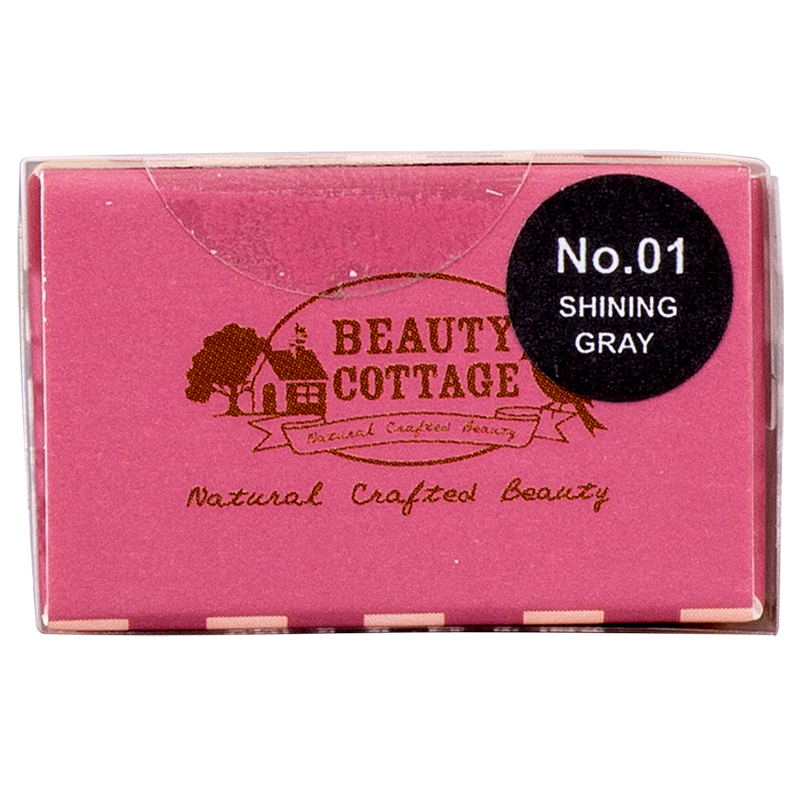 No.01
SHINING
GRAY
BEAUTY
COTTAGE
Natural Crafted Beauty
Natural Crafted Beauty